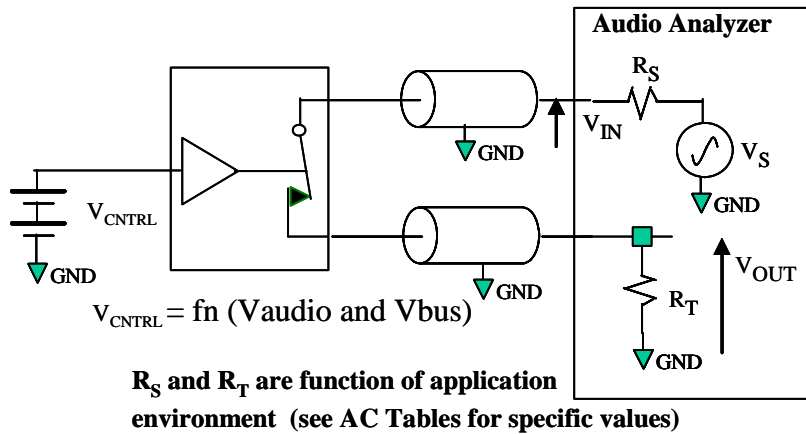 Audio Analyzer
R_S
V_IN
V_S
GND
GND
V_CNTRL
GND
GND
V_OUT
R_T
GND
V_CNTRL = fn (Vaudio and Vbus)
R_S and R_T are function of application
environment (see AC Tables for specific values)